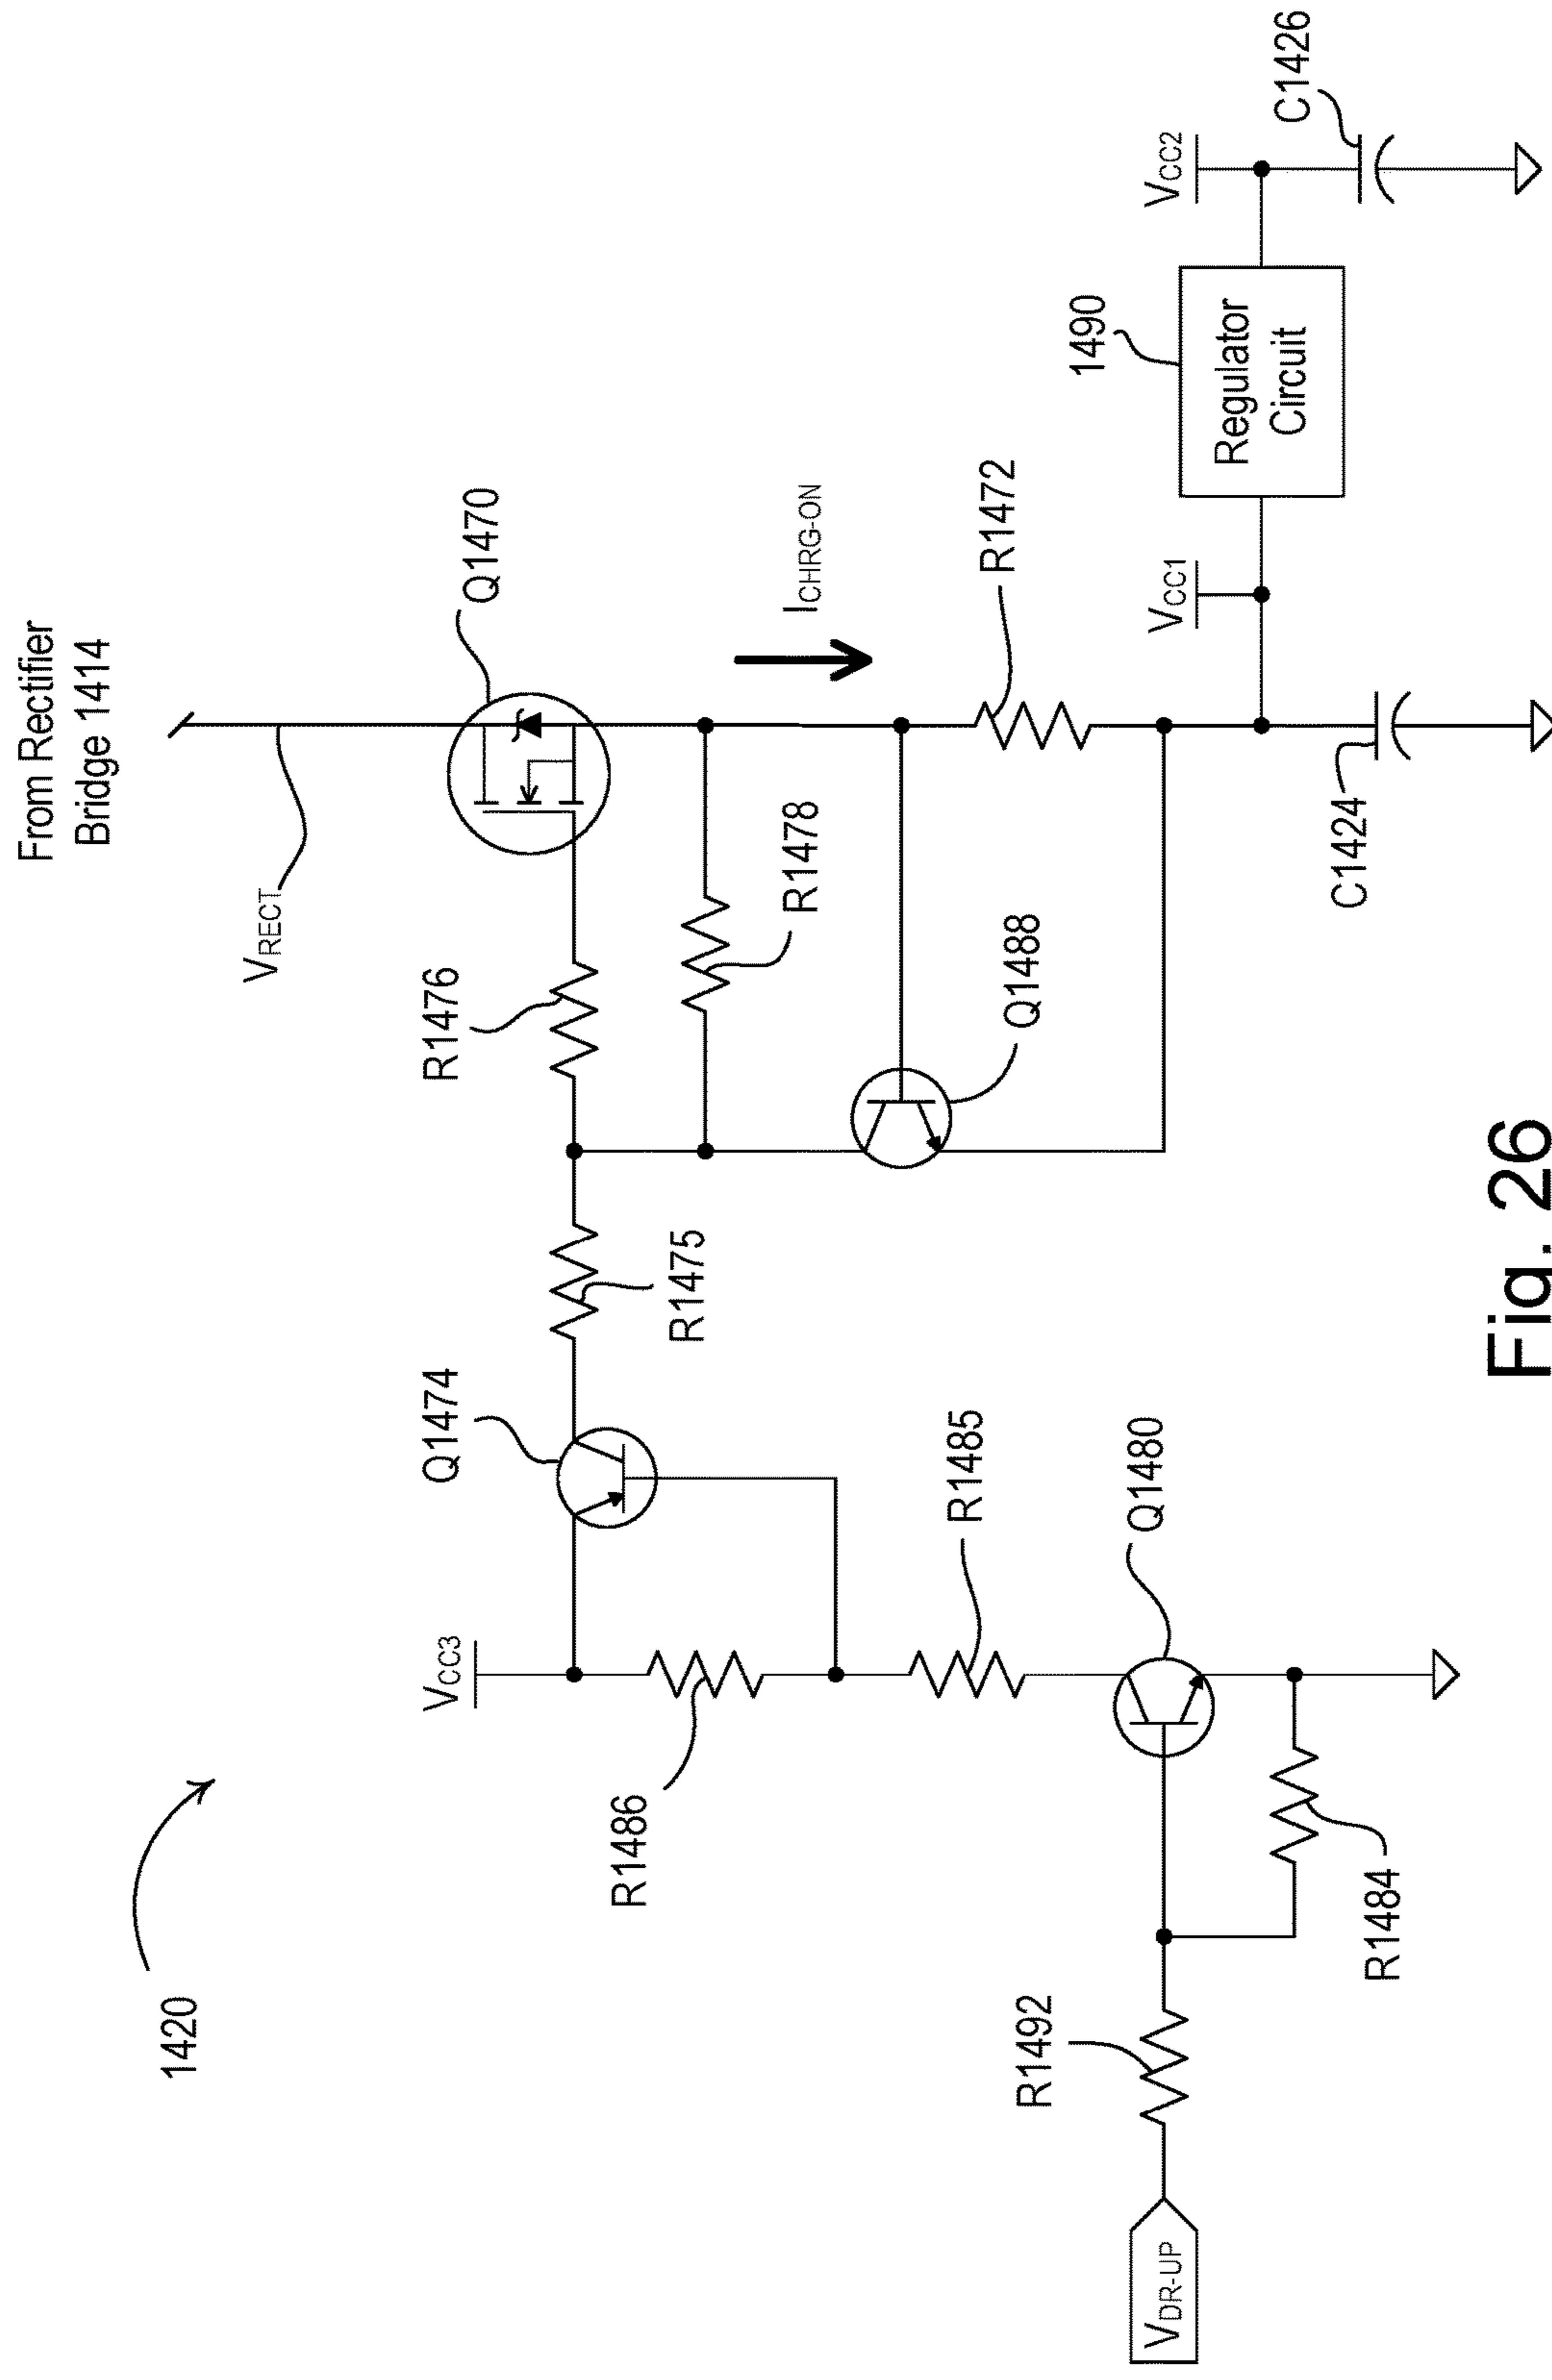 From Rectifier
Bridge 1414
1420
VRECT
Q1470
R1476
R1475
Q1474
VCC3
ICHRG-ON
R1478
R1486
R1472
Q1488
R1485
Q1480
R1492
VDR-UP
R1484
VCC1
1490
Regulator
Circuit
VCC2
C1424
C1426
Fig. 26